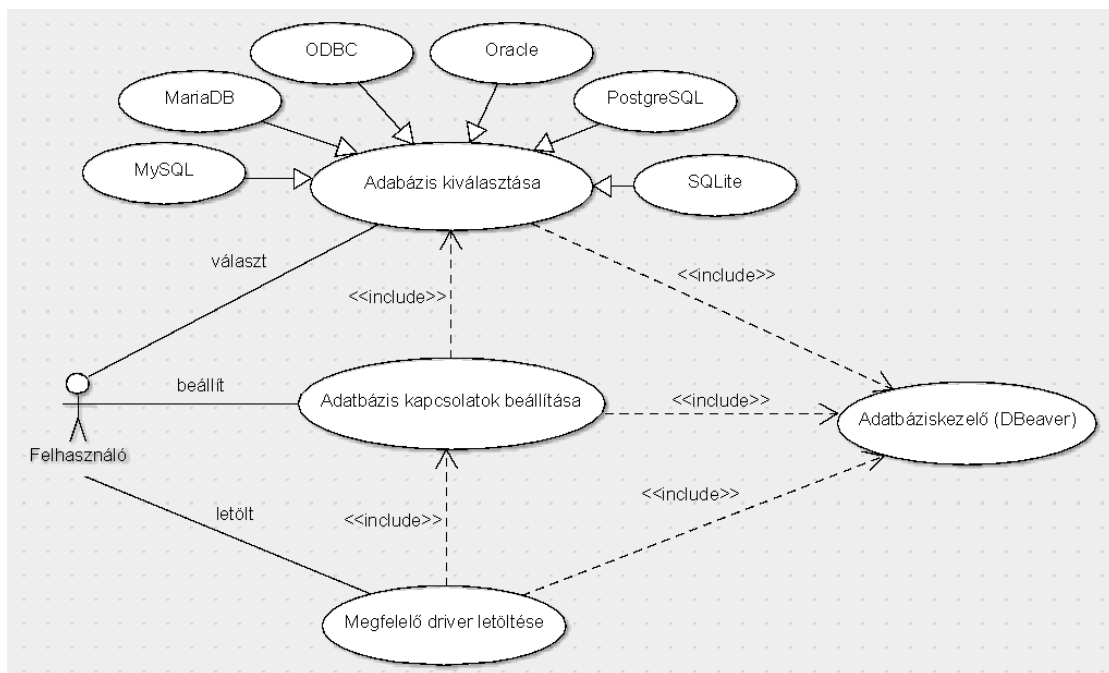 ODBC
Oracle
MariaDB
PostgreSQL
MySQL
Adabázis kiválasztása
SQLite
választ
<<include>>
<<include>>
beállít
Adatbázis kapcsolatok beállítása
<<include>>
Adatbáziskezelő (DBeaver)
Felhasználó
letölt
<<include>>
<<include>>
Megfelelő driver letöltése